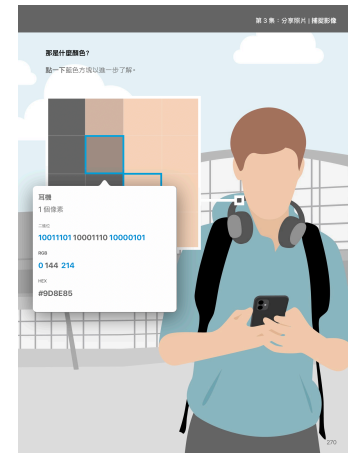 第 3 集：分享照片 | 捕捉影像
那是什麼顏色？
點一下藍色方塊以進一步了解。
耳機
1 個像素
二進位
10011101 10001110 10000101
RGB
0 144 214
HEX
#9D8E85
270